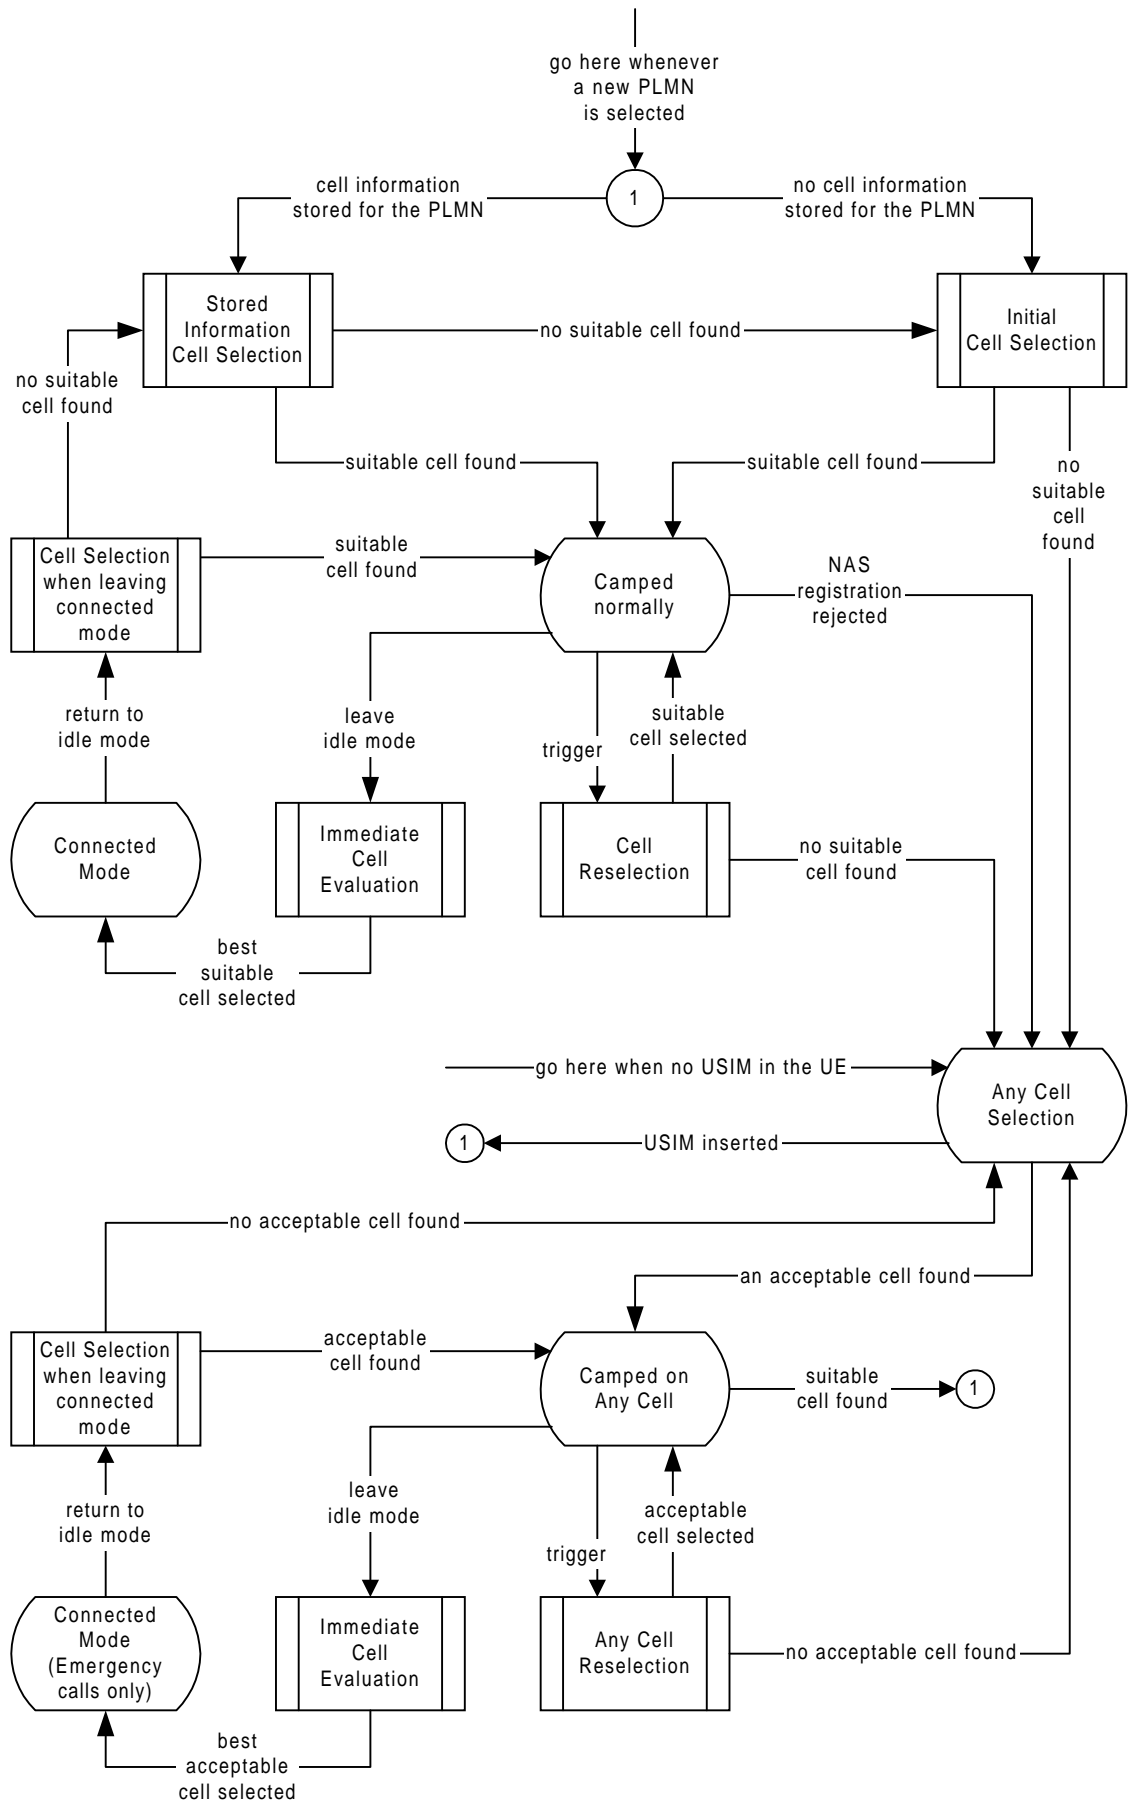 go here whenever
a new PLMN
is selected
1
cell information
stored for the PLMN
no cell information
stored for the PLMN
Stored
Information
Cell Selection
no suitable cell found
Initial
Cell Selection
no suitable
cell found
suitable cell found
suitable cell found
no
suitable
cell
found
Cell Selection
when leaving
connected
mode
suitable
cell found
Camped
normally
NAS
registration
rejected
return to
idle mode
leave
idle mode
trigger
suitable
cell selected
Connected
Mode
Immediate
Cell
Evaluation
Cell
Reselection
no suitable
cell found
best
suitable
cell selected
go here when no USIM in the UE
Any Cell
Selection
1
USIM inserted
no acceptable cell found
an acceptable cell found
Cell Selection
when leaving
connected
mode
acceptable
cell found
Camped on
Any Cell
suitable
cell found
1
return to
idle mode
leave
idle mode
trigger
acceptable
cell selected
Connected
Mode
(Emergency
calls only)
Immediate
Cell
Evaluation
Any Cell
Reselection
no acceptable cell found
best
acceptable
cell selected